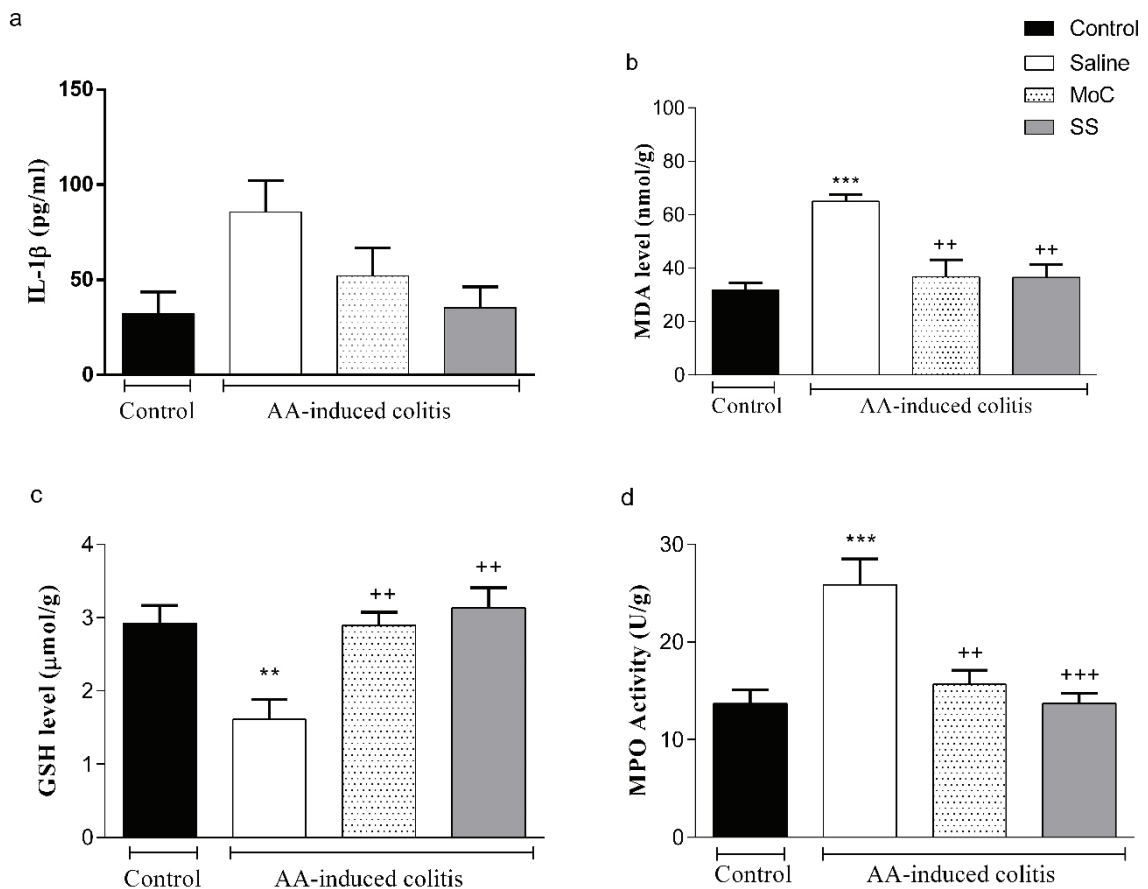 a
IL-1β (pg/ml)
150
100
50
0
Control
AA-induced colitis
Control
Saline
MoC
SS
b
MDA level (nmol/g)
100
80
60
40
20
0
***
++
++
Control
AA-induced colitis
c
GSH level (μmol/g)
4
3
2
1
0
**
++
++
Control
AA-induced colitis
d
MPO Activity (U/g)
30
20
10
0
***
++
+++
Control
AA-induced colitis